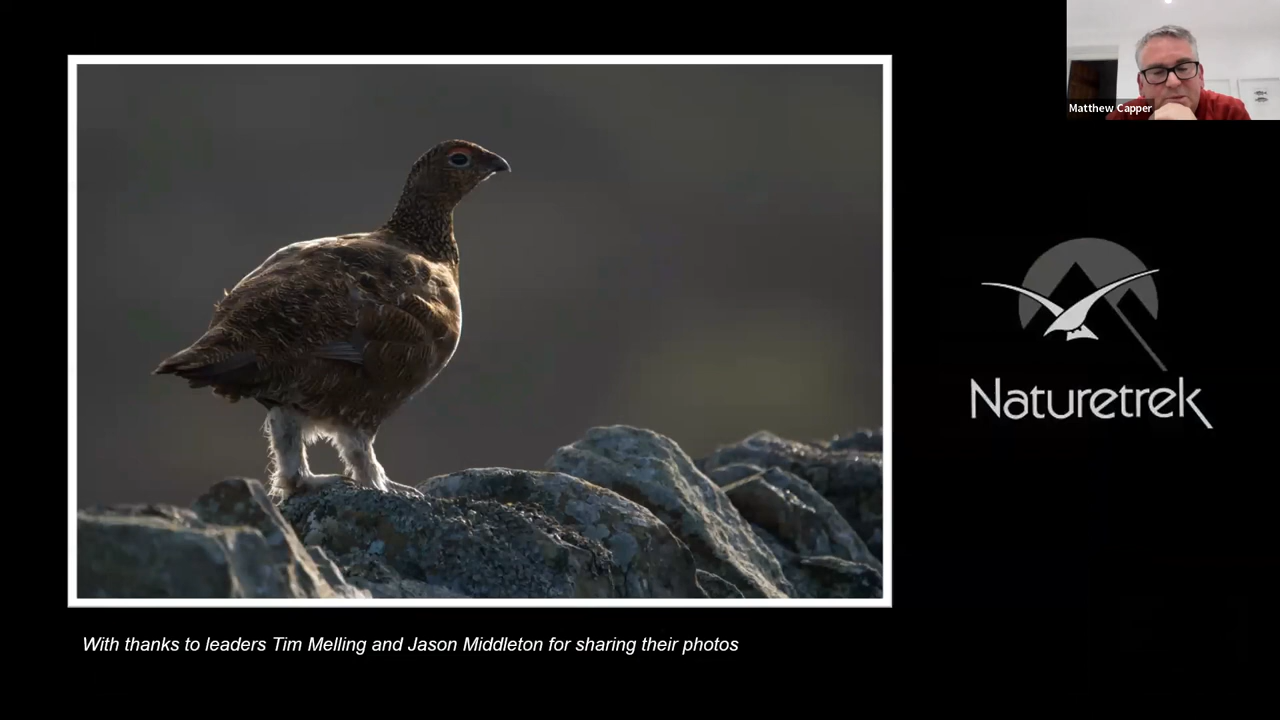 Matthew Capper
Naturetrek
With thanks to leaders Tim Melling and Jason Middleton for sharing their photos